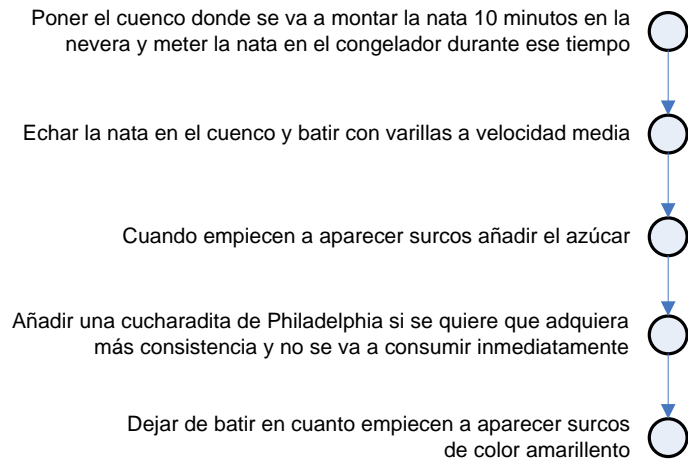 Poner el cuenco donde se va a montar la nata 10 minutos en la
nevera y meter la nata en el congelador durante ese tiempo
Echar la nata en el cuenco y batir con varillas a velocidad media
Cuando empiecen a aparecer surcos añadir el azúcar
Añadir una cucharadita de Philadelphia si se quiere que adquiera
más consistencia y no se va a consumir inmediatamente
Dejar de batir en cuanto empiecen a aparecer surcos
de color amarillento